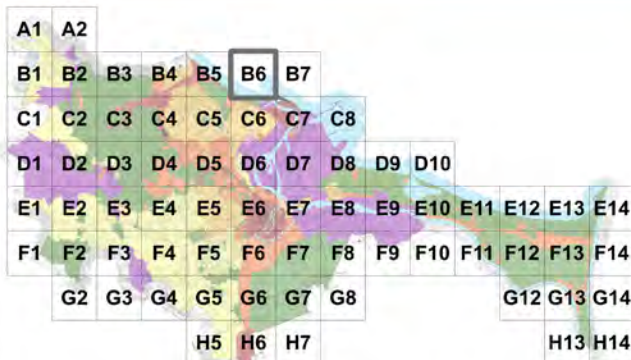 A1 A2
B1 B2 B3 B4 B5 B6 B7
C1 C2 C3 C4 C5 C6 C7 C8
D1 D2 D3 D4 D5 D6 D7 D8 D9 D10
E1 E2 E3 E4 E5 E6 E7 E8 E9 E10 E11 E12 E13 E14
F1 F2 F3 F4 F5 F6 F7 F8 F9 F10 F11 F12 F13 F14
G2 G3 G4 G5 G6 G7 G8 G12 G13 G14
H5 H6 H7 H13 H14